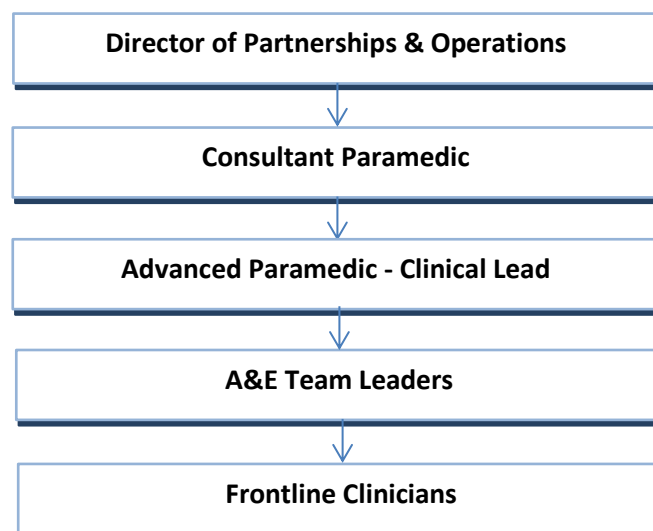 Director of Partnerships & Operations
Consultant Paramedic
Advanced Paramedic - Clinical Lead
A&E Team Leaders
Frontline Clinicians